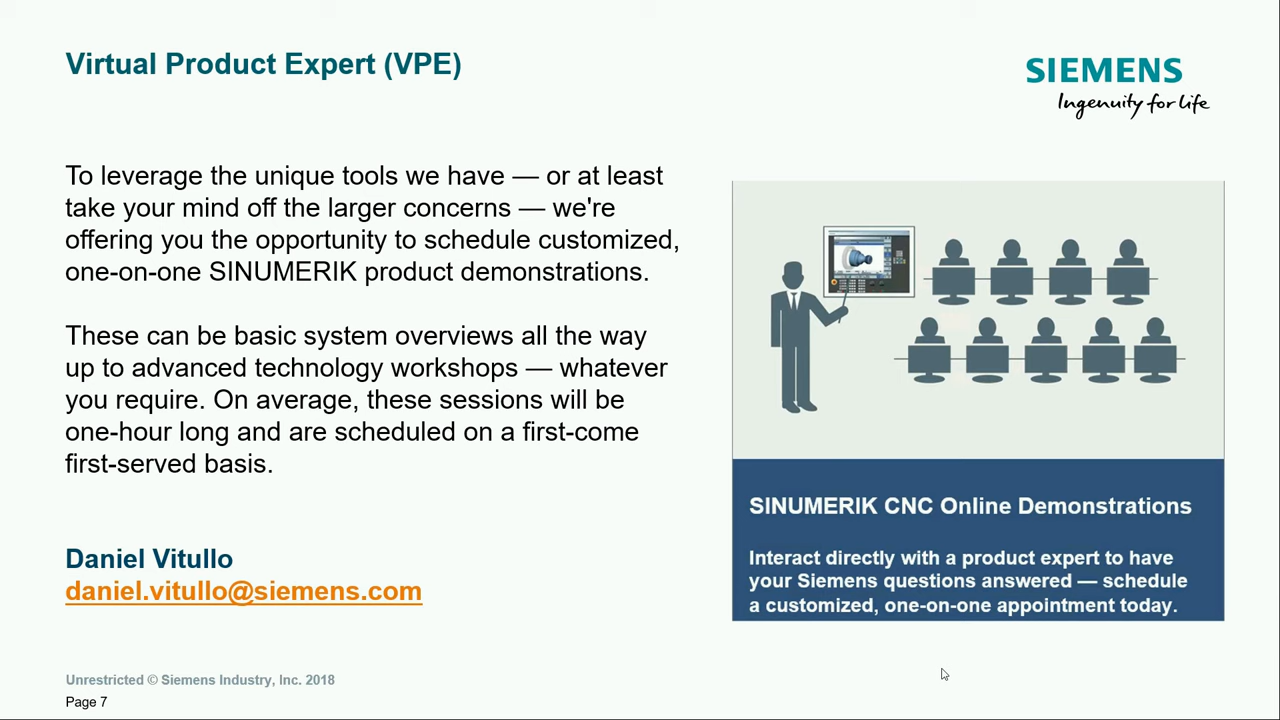 Virtual Product Expert (VPE)
SIEMENS
Ingenuity for life
To leverage the unique tools we have — or at least
take your mind off the larger concerns — we're
offering you the opportunity to schedule customized,
one-on-one SINUMERIK product demonstrations.
These can be basic system overviews all the way
up to advanced technology workshops — whatever
you require. On average, these sessions will be
one-hour long and are scheduled on a first-come
first-served basis.
Daniel Vitullo
daniel.vitullo@siemens.com
SINUMERIK CNC Online Demonstrations
Interact directly with a product expert to have
your Siemens questions answered — schedule
a customized, one-on-one appointment today.
Unrestricted © Siemens Industry, Inc. 2018
Page 7